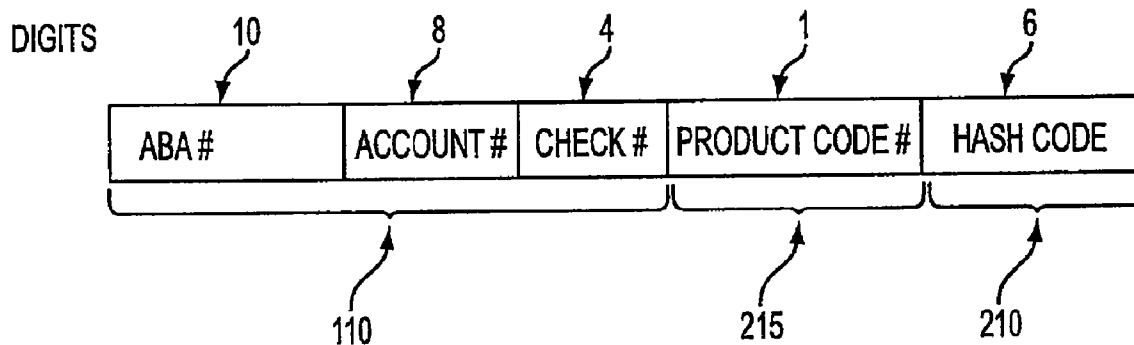 DIGITS 10 8 4 1 6
ABA # ACCOUNT # CHECK # PRODUCT CODE # HASH CODE
110 215 210